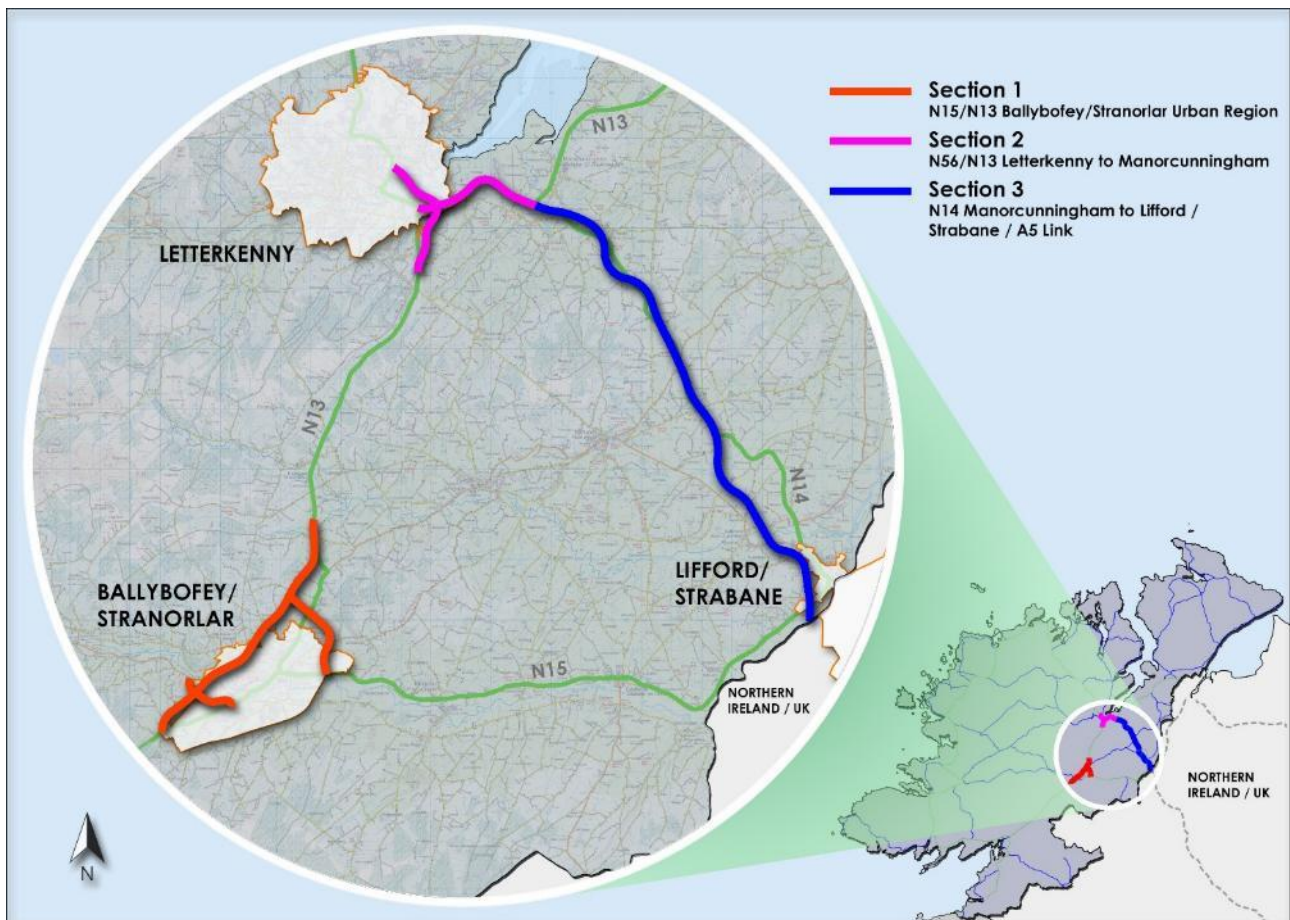 Section 1
N15/N13 Ballybofey/Stranorlar Urban Region
Section 2
N56/N13 Letterkenny to Manorcunningham
Section 3
N14 Manorcunningham to Lifford /
Strabane / A5 Link
N13
LETTERKENNY
N13
N14
BALLYBOFEY/
STRANORLAR
LIFFORD/
STRABANE
N15
NORTHERN
IRELAND / UK
NORTHERN
IRELAND / UK
N